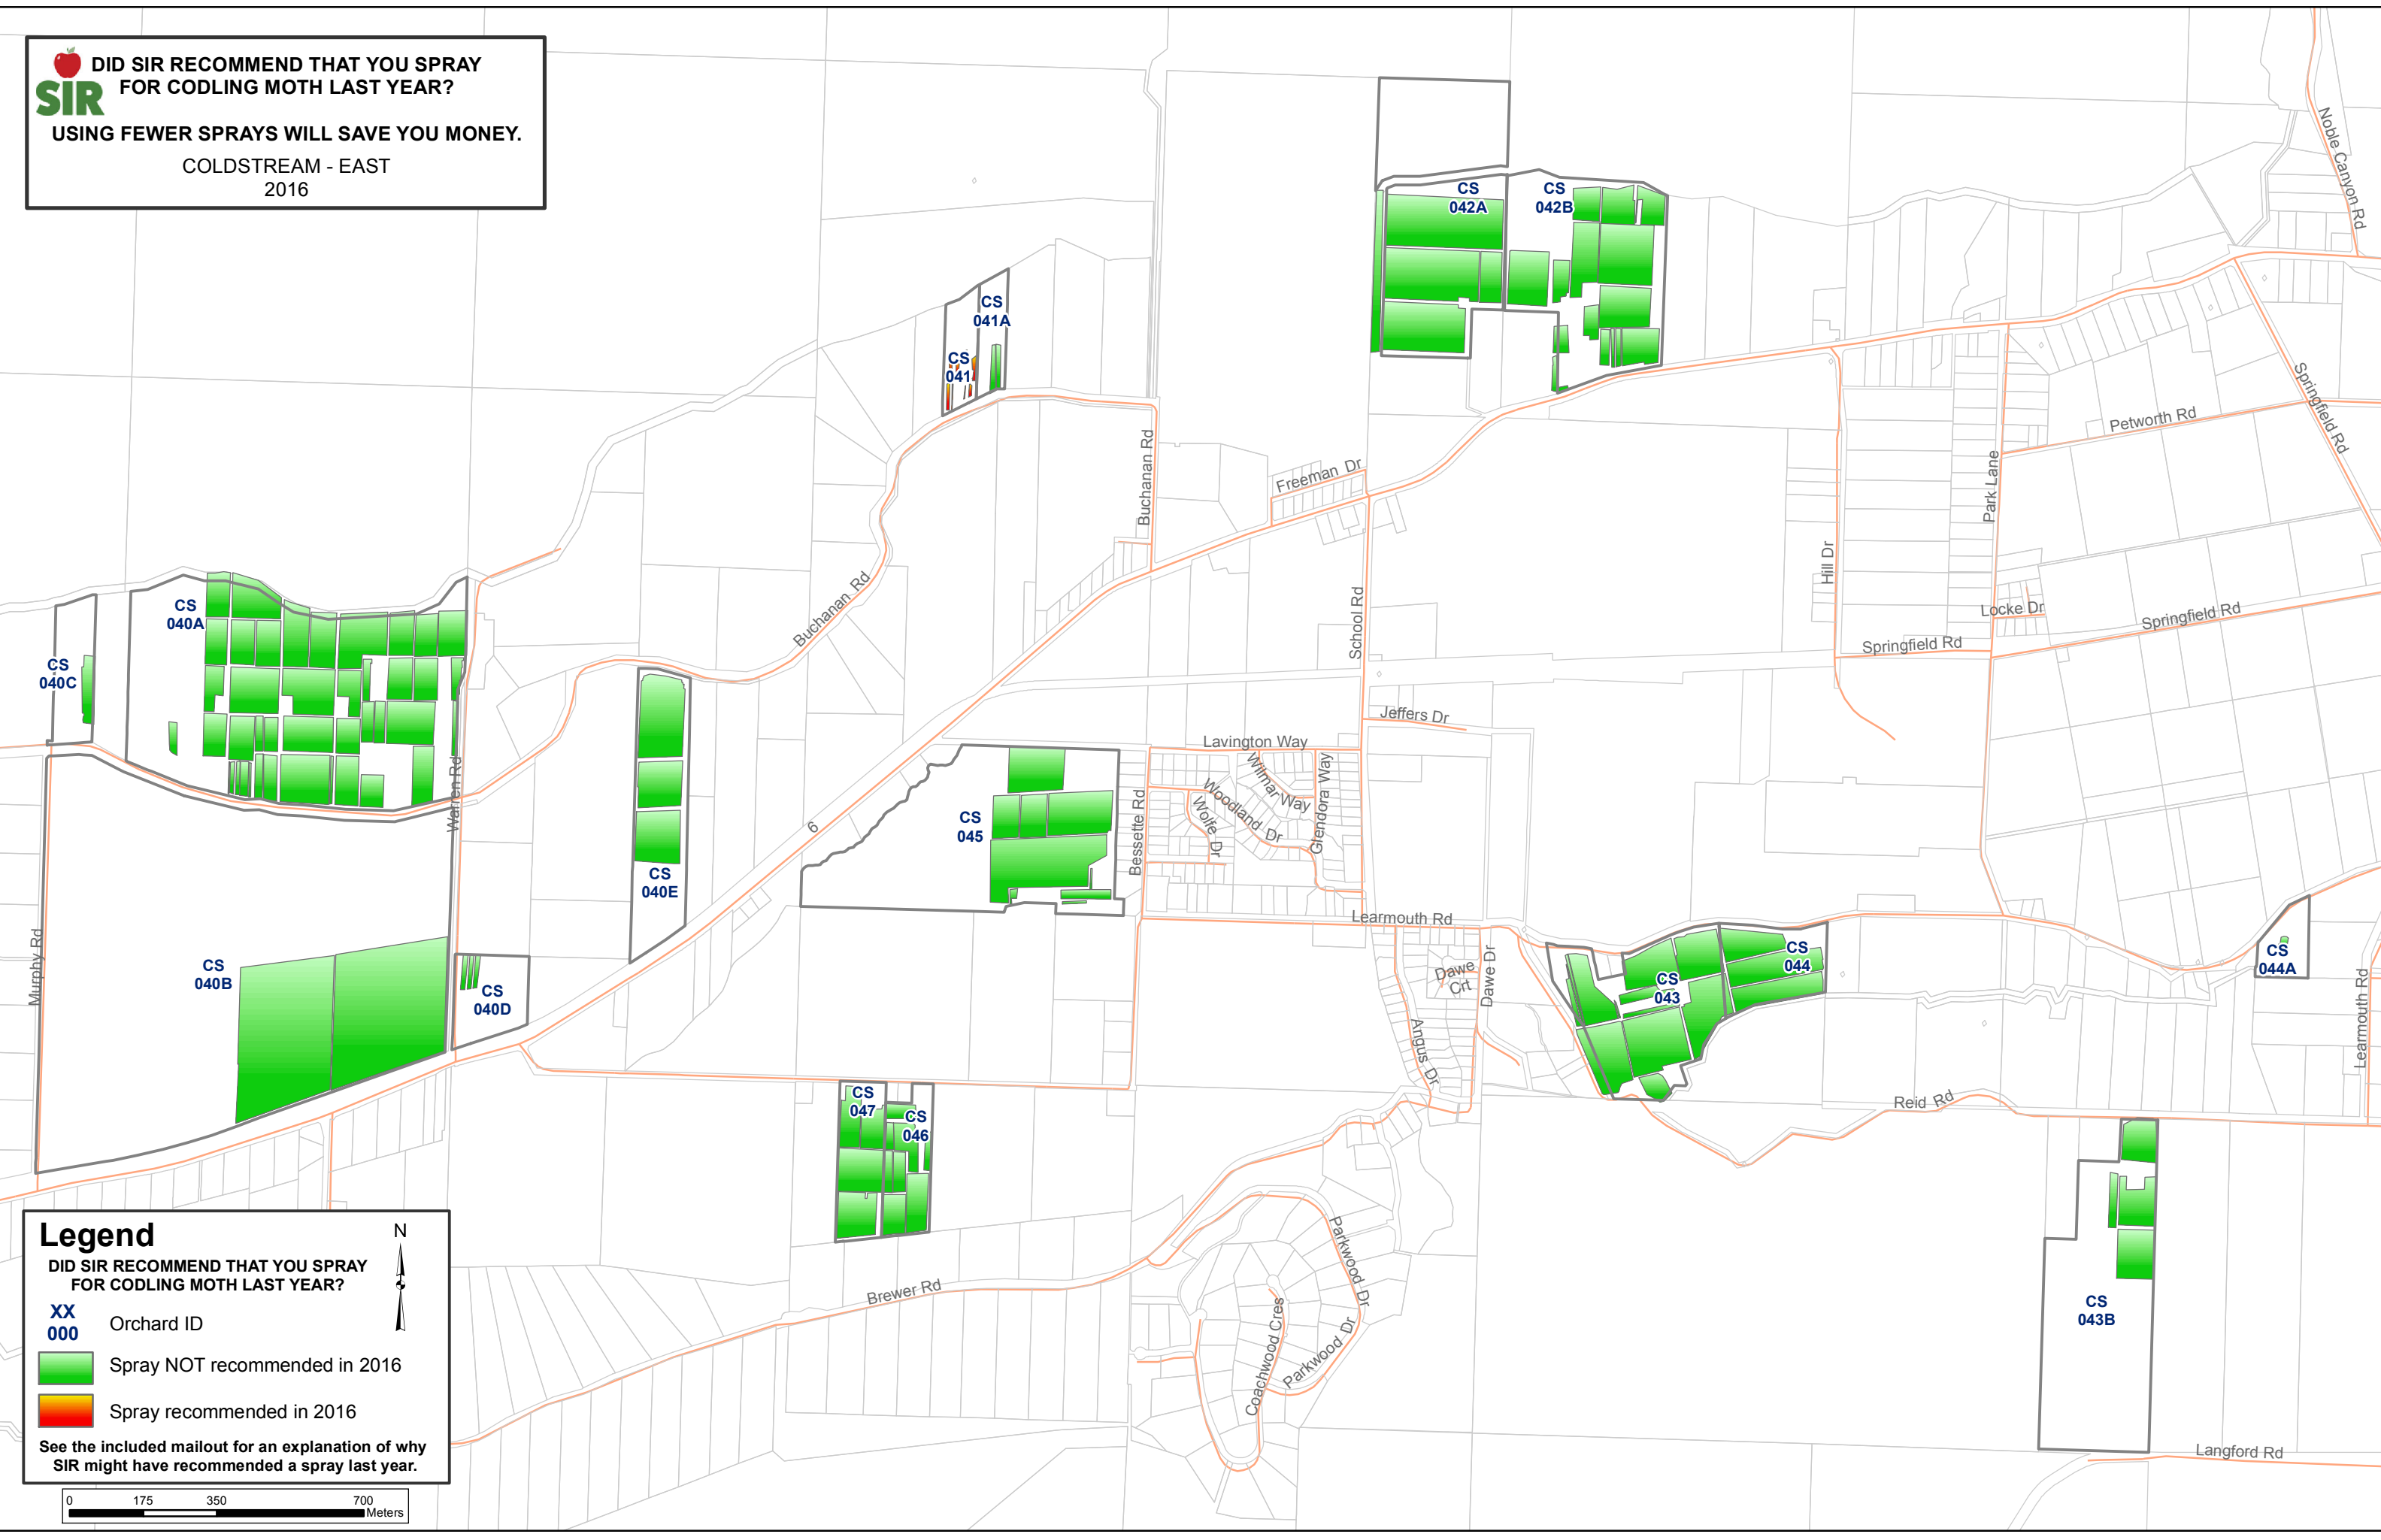 SIR
DID SIR RECOMMEND THAT YOU SPRAY
FOR CODLING MOTH LAST YEAR?
USING FEWER SPRAYS WILL SAVE YOU MONEY.
COLDSTREAM - EAST
2016
CS
042A
CS
042B
Noble Canyon Rd
CS
041A
CS
041
Springfield Rd
Petworth Rd
Buchanan Rd
Freeman Dr
Park Lane
Hill Dr
School Rd
Buchanan Rd
Locke Dr
Springfield Rd
Springfield Rd
CS
040A
CS
040C
Jeffers Dr
Lavington Way
Wilmar Way
Woodland Dr
Wolfe Dr
Glendora Way
Bessette Rd
Warren Rd
6
CS
045
CS
040E
Learmouth Rd
Murphy Rd
CS
040B
CS
040D
Dawe
Crt
Dawe Dr
Angus Dr
CS
043
CS
044
CS
044A
Learmouth Rd
Reid Rd
CS
047
CS
046
Parkwood Dr
Brewer Rd
Coachwood Cres
Parkwood Dr
CS
043B
Langford Rd
Legend
N
DID SIR RECOMMEND THAT YOU SPRAY
FOR CODLING MOTH LAST YEAR?
XX
000
Orchard ID
Spray NOT recommended in 2016
Spray recommended in 2016
See the included mailout for an explanation of why
SIR might have recommended a spray last year.
0 175 350 700
Meters